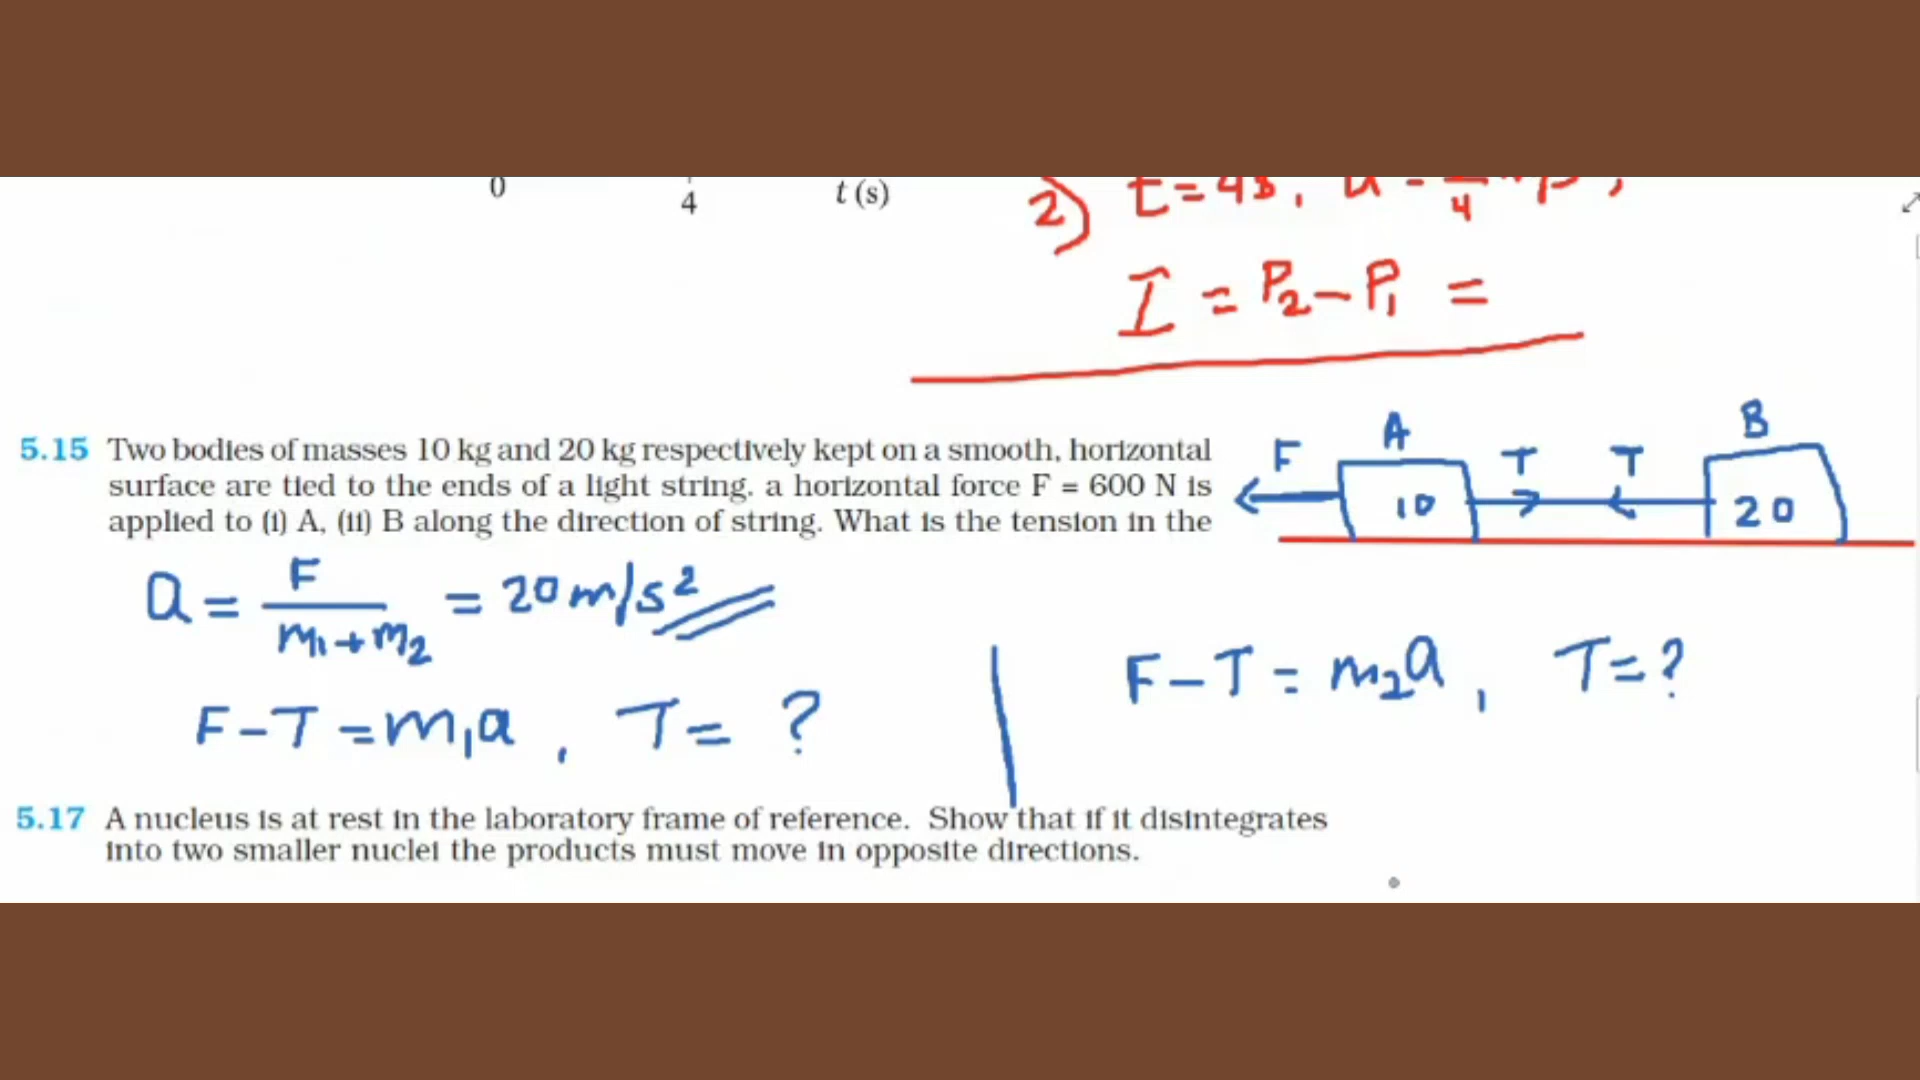 0 4 t (s)
2) t = 4s,
I = P2 - P1 =
5.15 Two bodies of masses 10 kg and 20 kg respectively kept on a smooth, horizontal
surface are tied to the ends of a light string. a horizontal force F = 600 N is
applied to (i) A, (ii) B along the direction of string. What is the tension in the
F A T T B
10 20
a = F/(m1 + m2) = 20 m/s2
F - T = m1a , T = ?
F - T = m2a , T = ?
5.17 A nucleus is at rest in the laboratory frame of reference. Show that if it disintegrates
into two smaller nuclei the products must move in opposite directions.